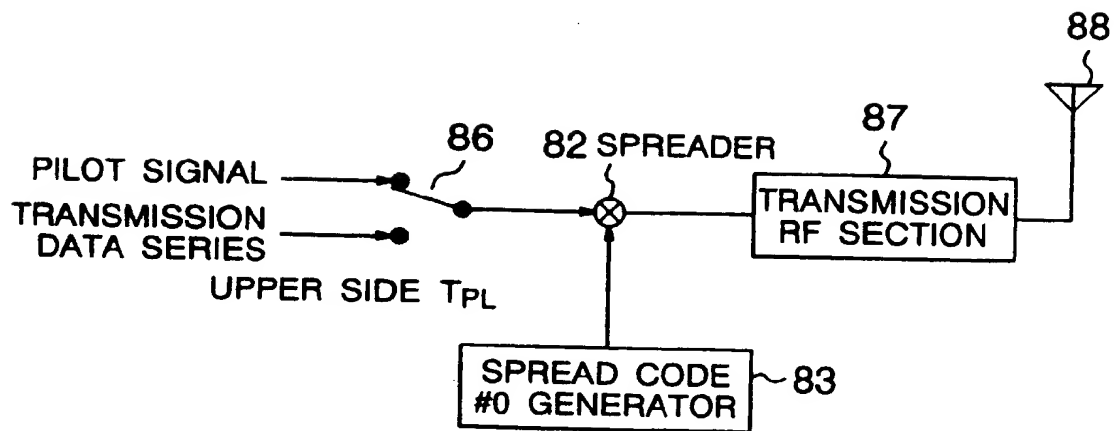 88
86
82 SPREADER
87
PILOT SIGNAL
TRANSMISSION
DATA SERIES
TRANSMISSION
RF SECTION
UPPER SIDE TPL
SPREAD CODE
#0 GENERATOR
83